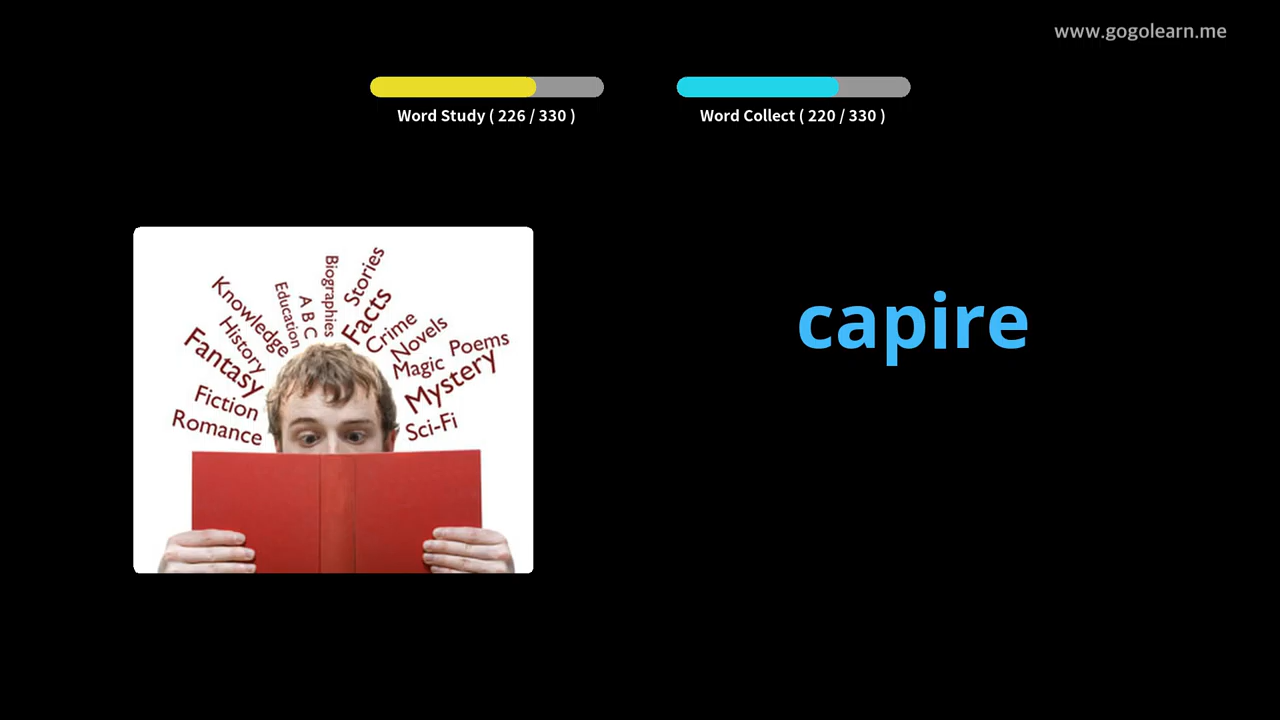 www.gogolearn.me
Word Study ( 226 / 330 )
Word Collect ( 220 / 330 )
Romance
Fiction
Fantasy
History
Knowledge
Education
A B C
Biographies
Stories
Facts
Crime
Novels
Magic
Poems
Mystery
Sci-Fi
capire